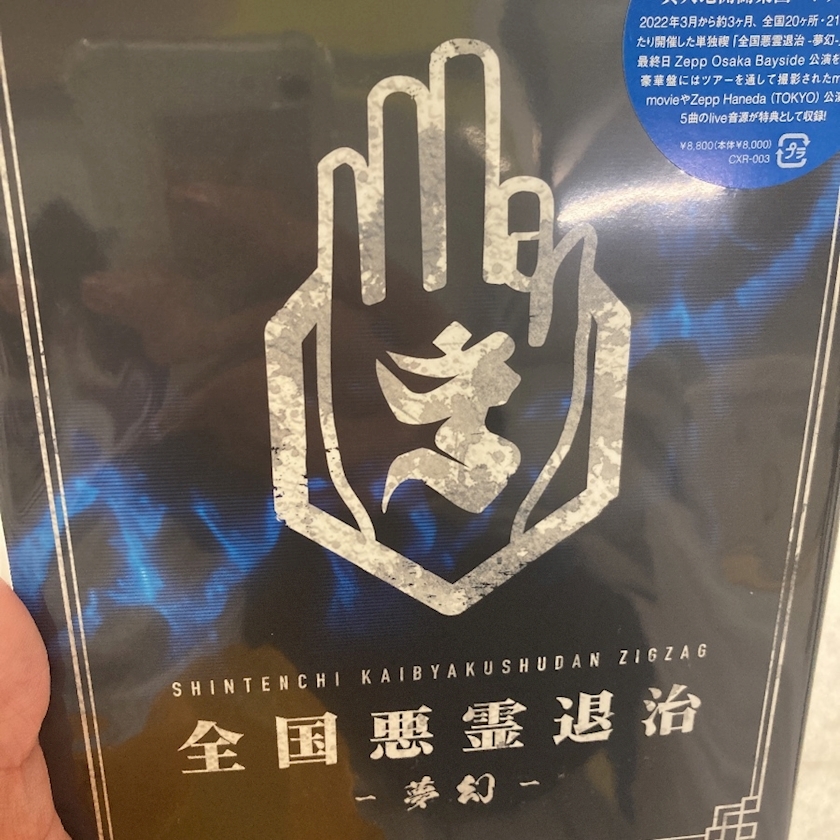 2022年3月から約3ヶ月、全国20ヶ所・21
たり開催した単独禊「全国悪霊退治 -夢幻-
最終日 Zepp Osaka Bayside 公演を
豪華盤にはツアーを通して撮影されたm
movieやZepp Haneda (TOKYO) 公演
5曲のlive音源が特典として収録!
¥8,800(本体¥8,000)
CXR-003
プラ
SHINTENCHI KAIBYAKUSHUDAN ZIGZAG
全国悪霊退治
- 夢幻 -